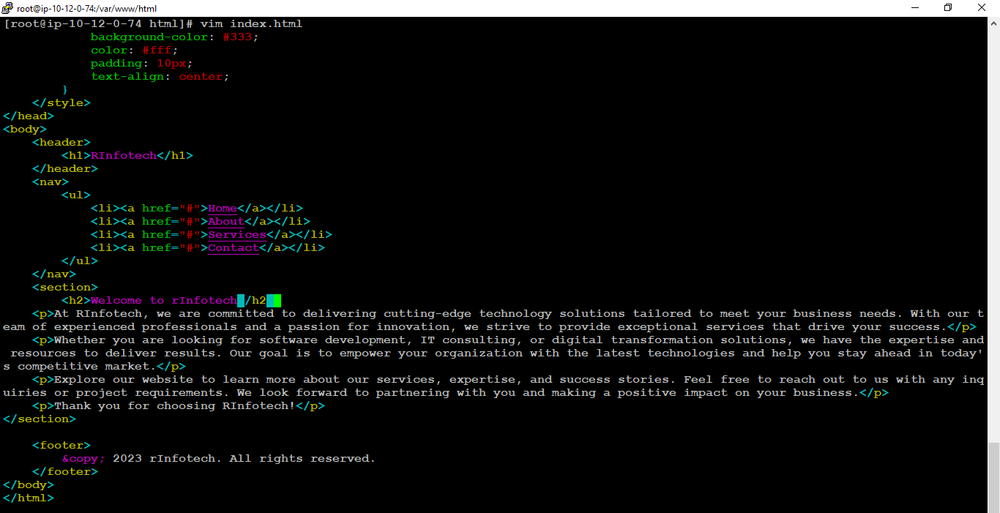 root@ip-10-12-0-74:/var/www/html
[root@ip-10-12-0-74 html]# vim index.html
            background-color: #333;
            color: #fff;
            padding: 10px;
            text-align: center;
        }
    </style>
</head>
<body>
    <header>
        <h1>RInfotech</h1>
    </header>
    <nav>
        <ul>
            <li><a href="#">Home</a></li>
            <li><a href="#">About</a></li>
            <li><a href="#">Services</a></li>
            <li><a href="#">Contact</a></li>
        </ul>
    </nav>
    <section>
        <h2>Welcome to rInfotech</h2>
    <p>At RInfotech, we are committed to delivering cutting-edge technology solutions tailored to meet your business needs. With our t
eam of experienced professionals and a passion for innovation, we strive to provide exceptional services that drive your success.</p>
    <p>Whether you are looking for software development, IT consulting, or digital transformation solutions, we have the expertise and
 resources to deliver results. Our goal is to empower your organization with the latest technologies and help you stay ahead in today'
s competitive market.</p>
    <p>Explore our website to learn more about our services, expertise, and success stories. Feel free to reach out to us with any inq
uiries or project requirements. We look forward to partnering with you and making a positive impact on your business.</p>
    <p>Thank you for choosing RInfotech!</p>
</section>

    <footer>
        &copy; 2023 rInfotech. All rights reserved.
    </footer>
</body>
</html>